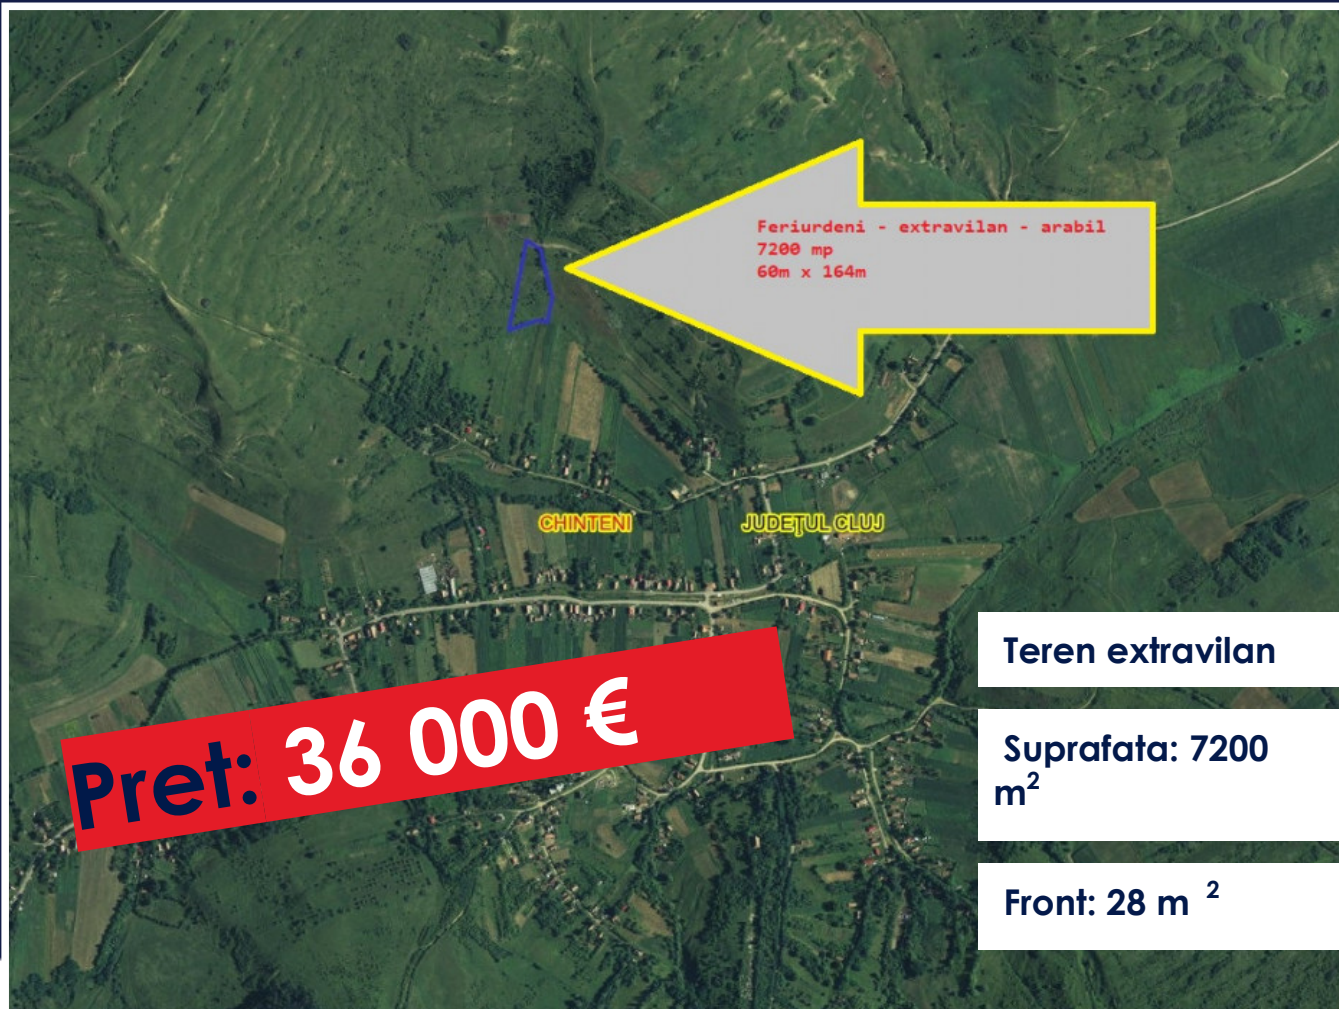 Feriurdeni - extravilan - arabil
7200 mp
60m x 164m
CHINTENI
JUDEȚUL CLUJ
Teren extravilan
Pret: 36 000 €
Suprafata: 7200
m²
Front: 28 m ²